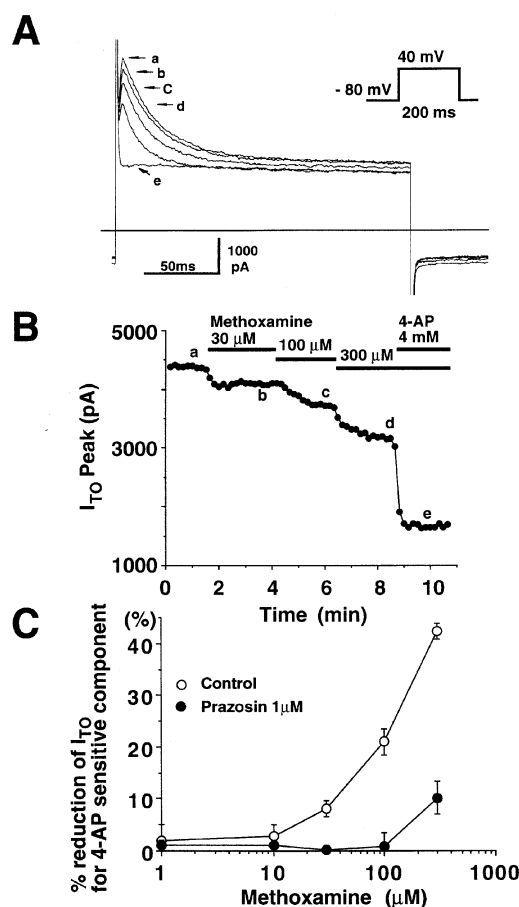 A
a
b
C
d
e
40 mV
- 80 mV
200 ms
1000
pA
50ms
B
Methoxamine
30 μM
100 μM
300 μM
4-AP
4 mM
5000
3000
1000
I_TO Peak (pA)
a
b
c
d
e
0
2
4
6
8
10
Time (min)
C
(%)
40
30
20
10
0
% reduction of I_TO
for 4-AP sensitive component
Control
Prazosin 1μM
1
10
100
1000
Methoxamine (μM)